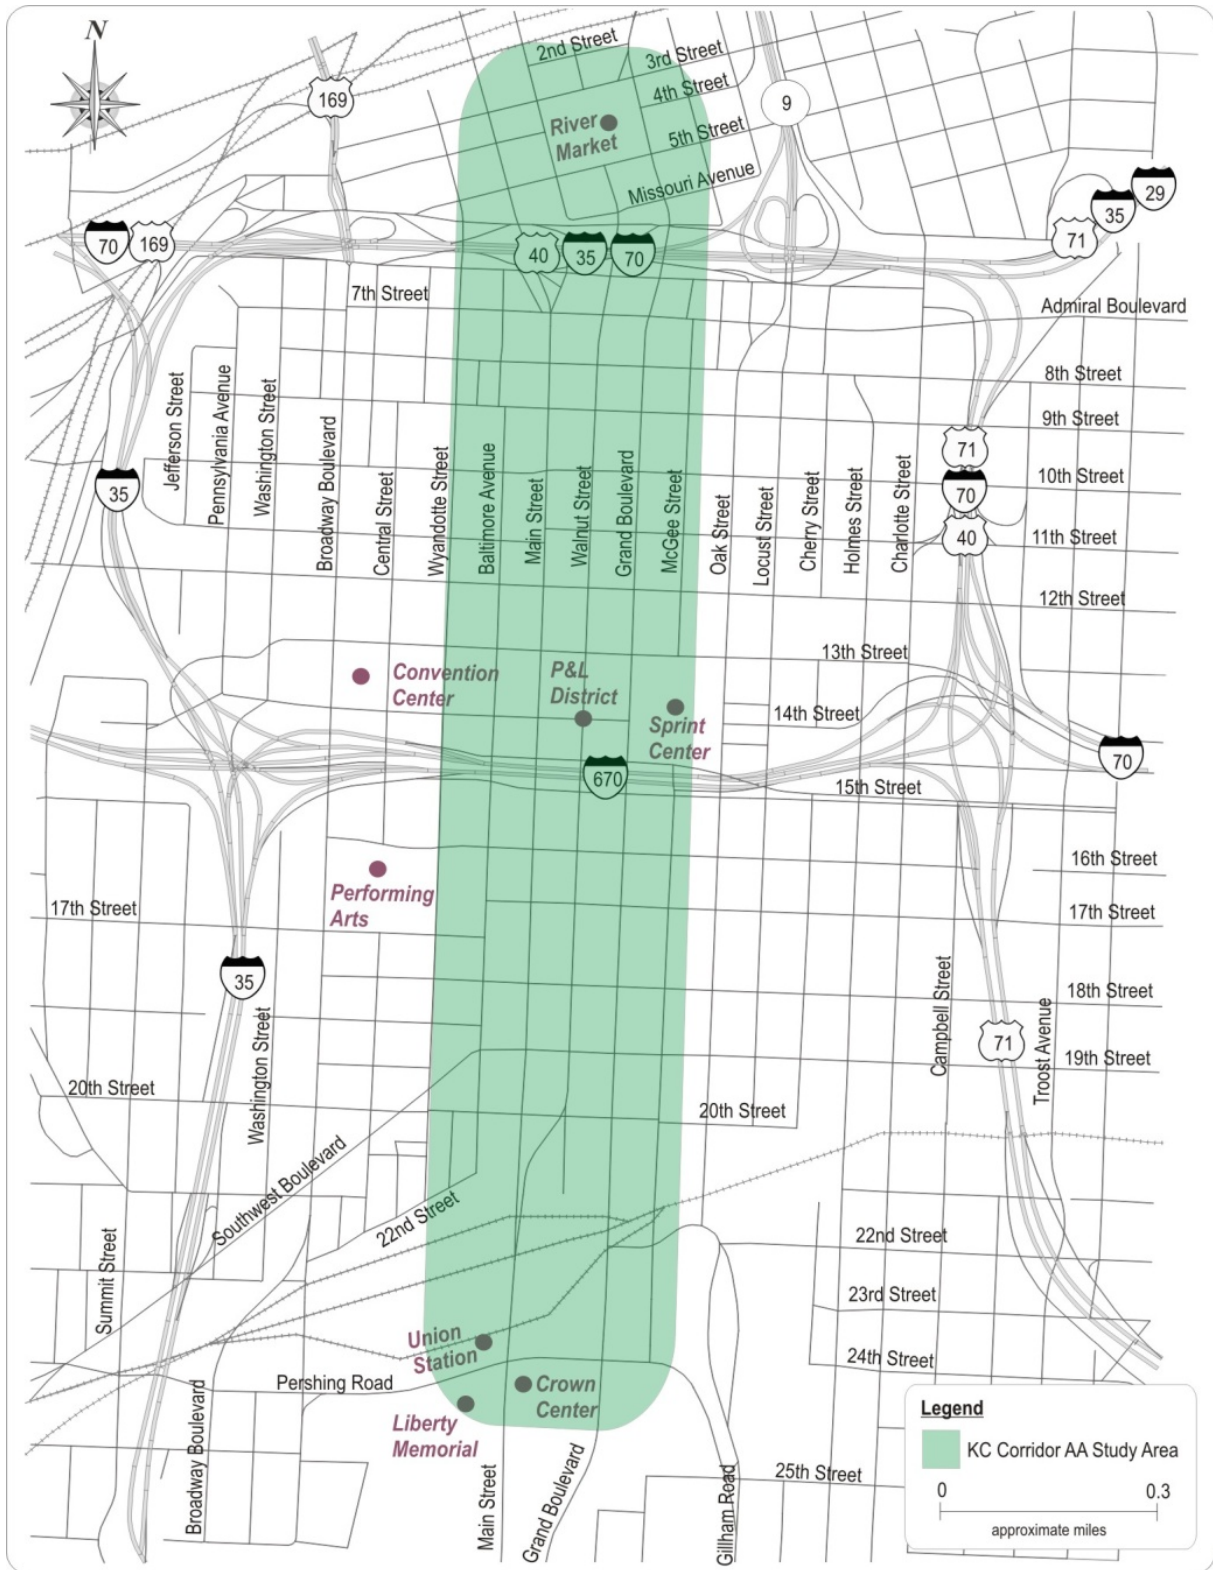 N
2nd Street
3rd Street
4th Street
5th Street
Missouri Avenue
River
Market
169
9
29
35
71
70
169
40
35
70
7th Street
Admiral Boulevard
8th Street
9th Street
10th Street
11th Street
12th Street
Jefferson Street
Pennsylvania Avenue
Washington Street
Broadway Boulevard
Central Street
Wyandotte Street
Baltimore Avenue
Main Street
Walnut Street
Grand Boulevard
McGee Street
Oak Street
Locust Street
Cherry Street
Holmes Street
Charlotte Street
71
70
40
35
13th Street
Convention
Center
P&L
District
Sprint
Center
14th Street
70
670
15th Street
16th Street
Performing
Arts
17th Street
17th Street
35
18th Street
Campbell Street
71
Troost Avenue
19th Street
Washington Street
20th Street
20th Street
Southwest Boulevard
22nd Street
22nd Street
Summit Street
23rd Street
24th Street
Union
Station
Pershing Road
Crown
Center
Liberty
Memorial
Broadway Boulevard
Main Street
Grand Boulevard
Gillham Road
25th Street
Legend
KC Corridor AA Study Area
0 0.3
approximate miles